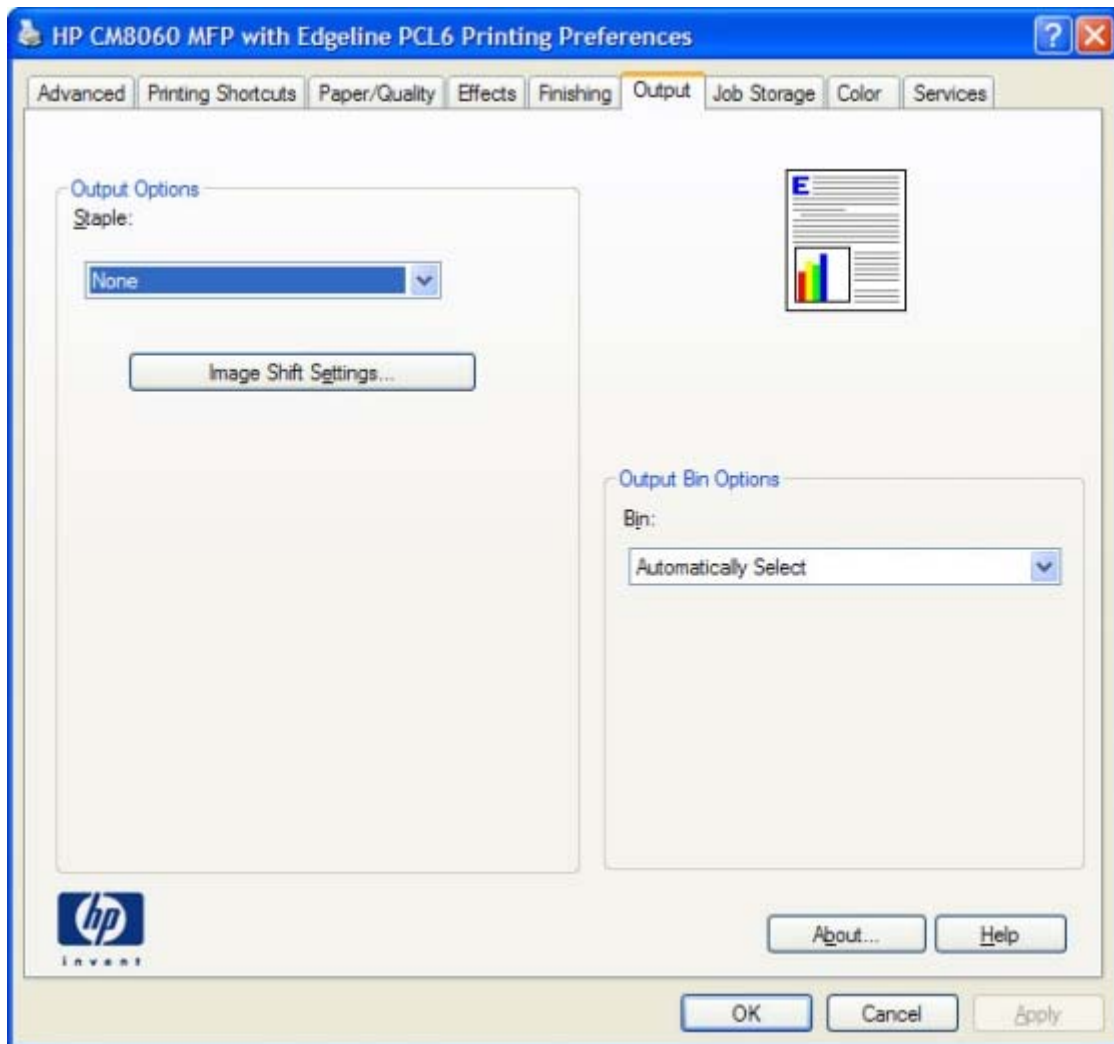 HP CM8060 MFP with Edgeline PCL6 Printing Preferences
?
Advanced Printing Shortcuts Paper/Quality Effects Finishing Output Job Storage Color Services
Output Options
Staple:
None
Image Shift Settings...
E
Output Bin Options
Bin:
Automatically Select
hp
invent
About... Help
OK Cancel Apply